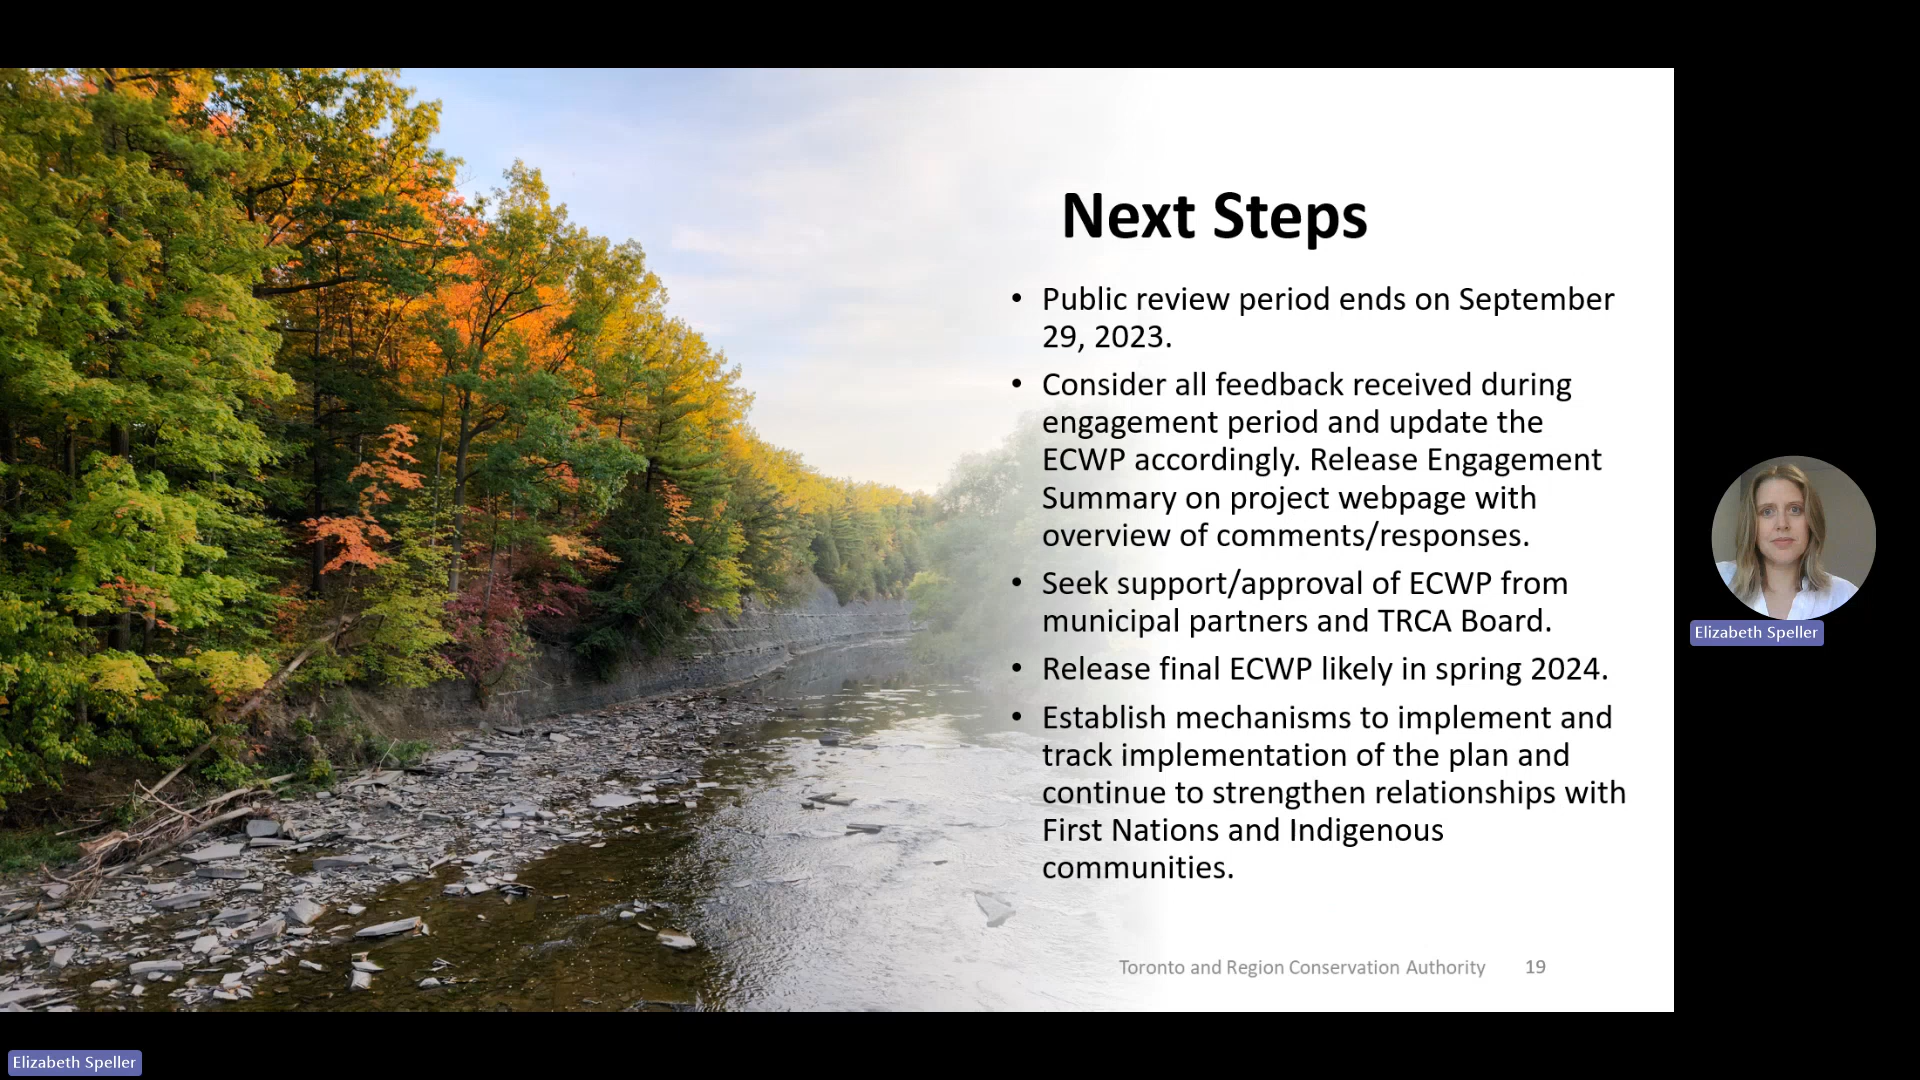 Next Steps
• Public review period ends on September
29, 2023.
• Consider all feedback received during
engagement period and update the
ECWP accordingly. Release Engagement
Summary on project webpage with
overview of comments/responses.
• Seek support/approval of ECWP from
municipal partners and TRCA Board.
• Release final ECWP likely in spring 2024.
• Establish mechanisms to implement and
track implementation of the plan and
continue to strengthen relationships with
First Nations and Indigenous
communities.
Toronto and Region Conservation Authority 19
Elizabeth Speller
Elizabeth Speller